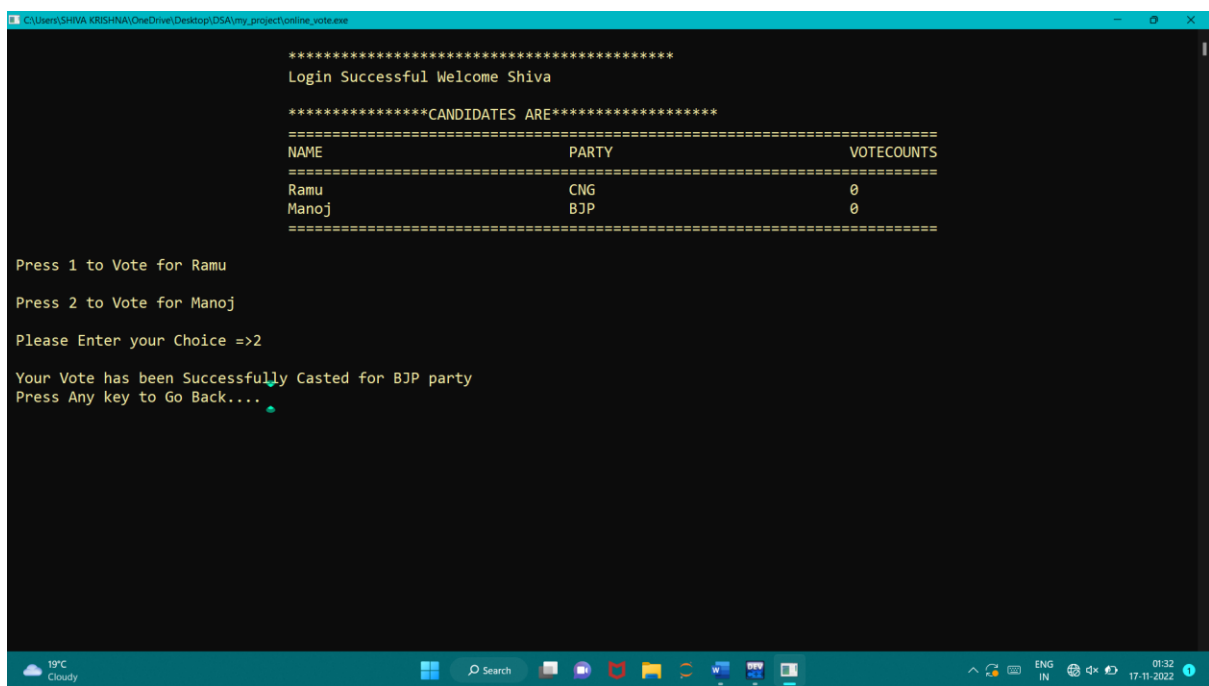 C:\Users\SHIVA KRISHNA\OneDrive\Desktop\DSA\my_project\online_vote.exe
********************************************
Login Successful Welcome Shiva
****************CANDIDATES ARE*******************
==========================================================================
NAME PARTY VOTECOUNTS
==========================================================================
Ramu CNG 0
Manoj BJP 0
==========================================================================
Press 1 to Vote for Ramu
Press 2 to Vote for Manoj
Please Enter your Choice =>2
Your Vote has been Successfully Casted for BJP party
Press Any key to Go Back....
19°C
Cloudy
Search
W
DEV
ENG
IN
01:32
17-11-2022
1